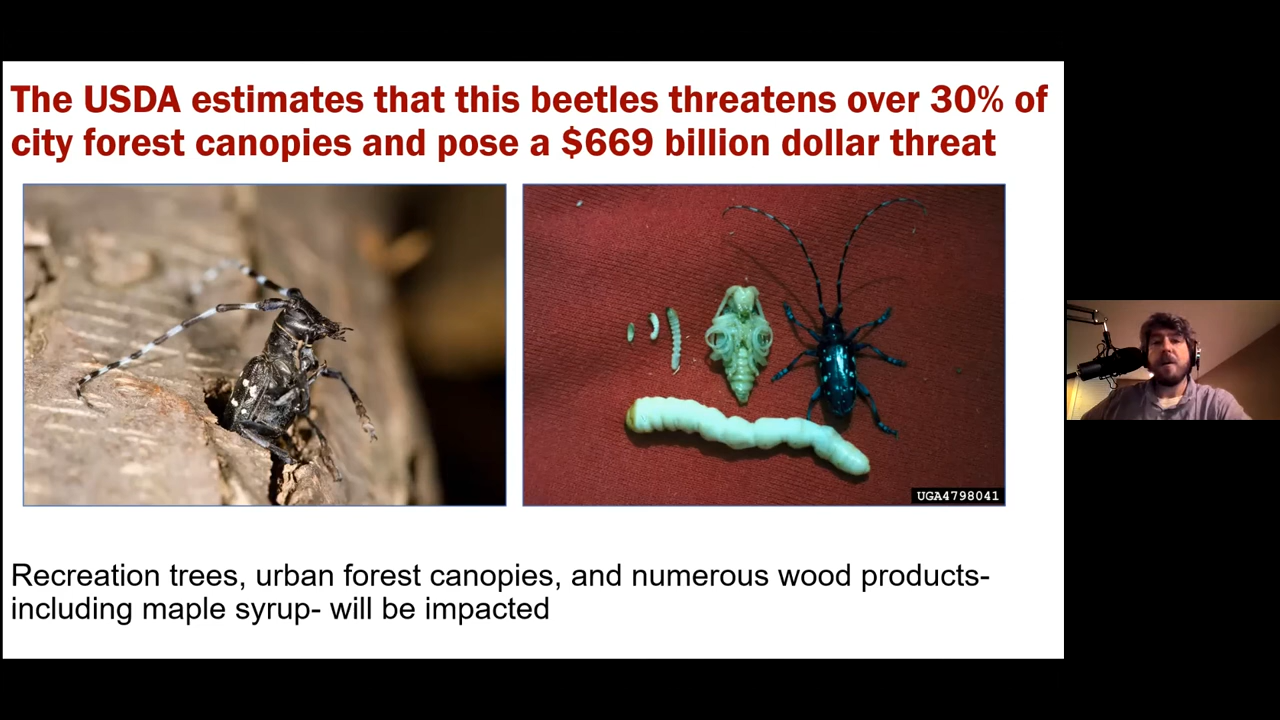 The USDA estimates that this beetles threatens over 30% of
city forest canopies and pose a $669 billion dollar threat
UGA4798041
Recreation trees, urban forest canopies, and numerous wood products-
including maple syrup- will be impacted